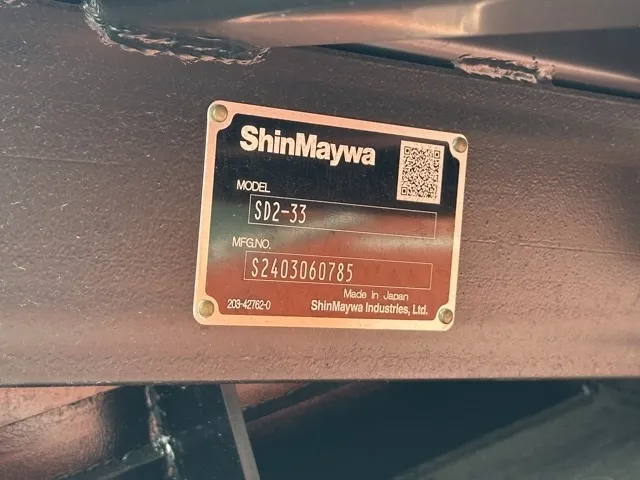 ShinMaywa
MODEL
SD2-33
MFG.NO.
S2403060785
Made in Japan
203-42762-0
ShinMaywa Industries, Ltd.